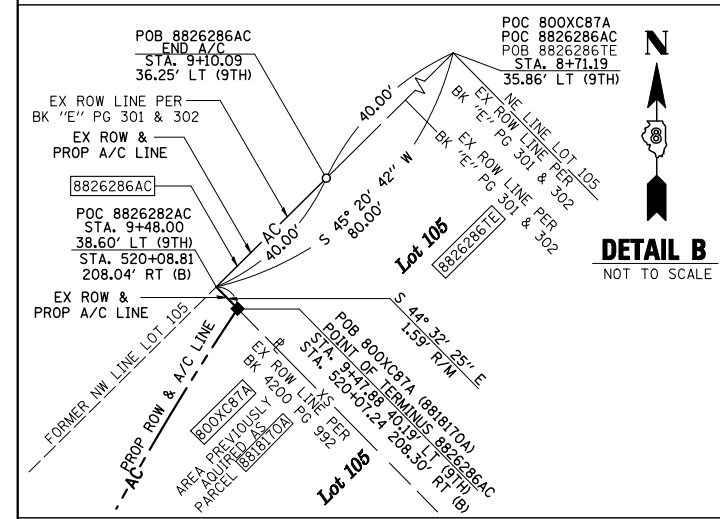 POB 8826286AC
END A/C
STA. 9+10.09
36.25' LT (9TH)
POC 800XC87A
POC 8826286AC
POB 8826286TE
STA. 8+71.19
35.86' LT (9TH)
N
8
EX ROW LINE PER
BK "E" PG 301 & 302
EX ROW &
PROP A/C LINE
8826286AC
POC 8826282AC
STA. 9+48.00
38.60' LT (9TH)
STA. 520+08.81
208.04' RT (B)
EX ROW &
PROP A/C LINE
40.00'
AC
40.00'
S 45° 20' 42" W
80.00'
NE LINE LOT 105
EX ROW LINE PER
BK "E" PG 301 & 302
EX ROW LINE PER
BK "E" PG 301 & 302
Lot 105
8826286TE
DETAIL B
NOT TO SCALE
S 44° 32' 25" E
1.59' R/M
POB 800XC87A (8818170A)
POINT OF TERMINUS 8826286AC
STA. 9+47.88 40.19' LT (9TH)
STA. 520+07.24 208.30' RT (B)
FORMER NW LINE LOT 105
PROP ROW & A/C LINE
AC
XS
EX ROW LINE PER
BK 4200 PG 992
800XC87A
AREA PREVIOUSLY
AQUIRED AS
PARCEL 8818170A
Lot 105